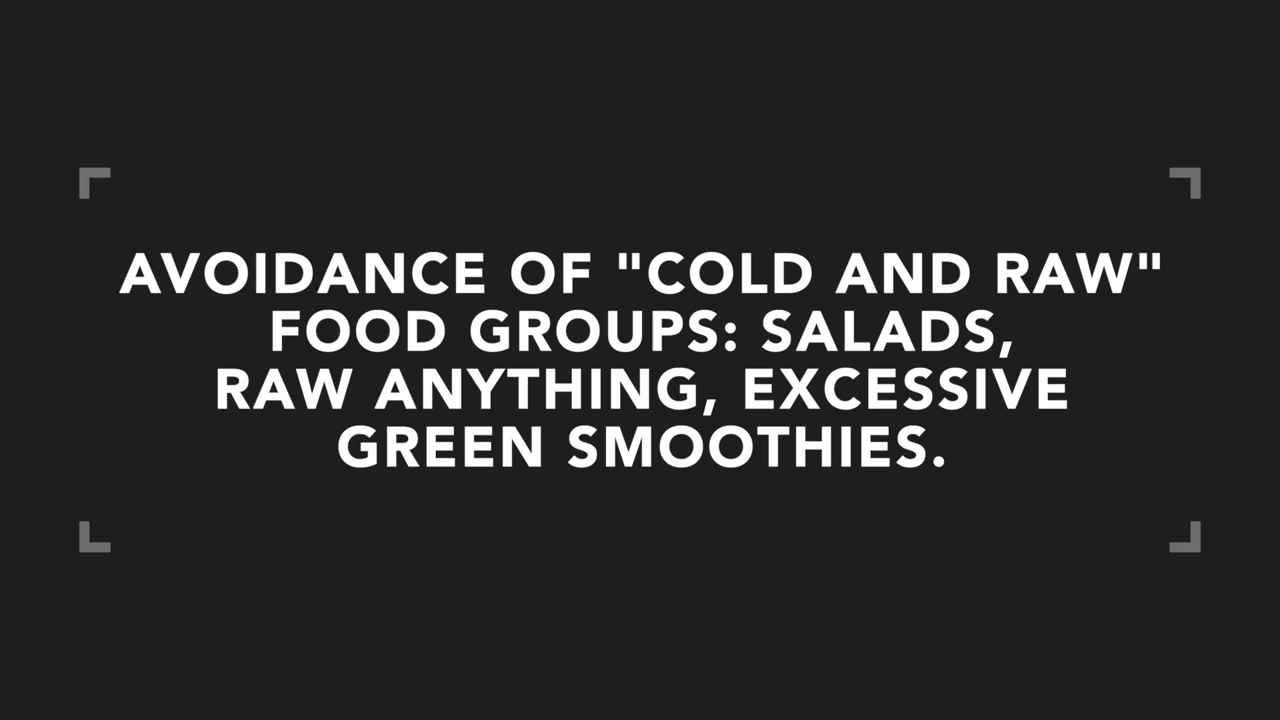 AVOIDANCE OF "COLD AND RAW"
FOOD GROUPS: SALADS,
RAW ANYTHING, EXCESSIVE
GREEN SMOOTHIES.